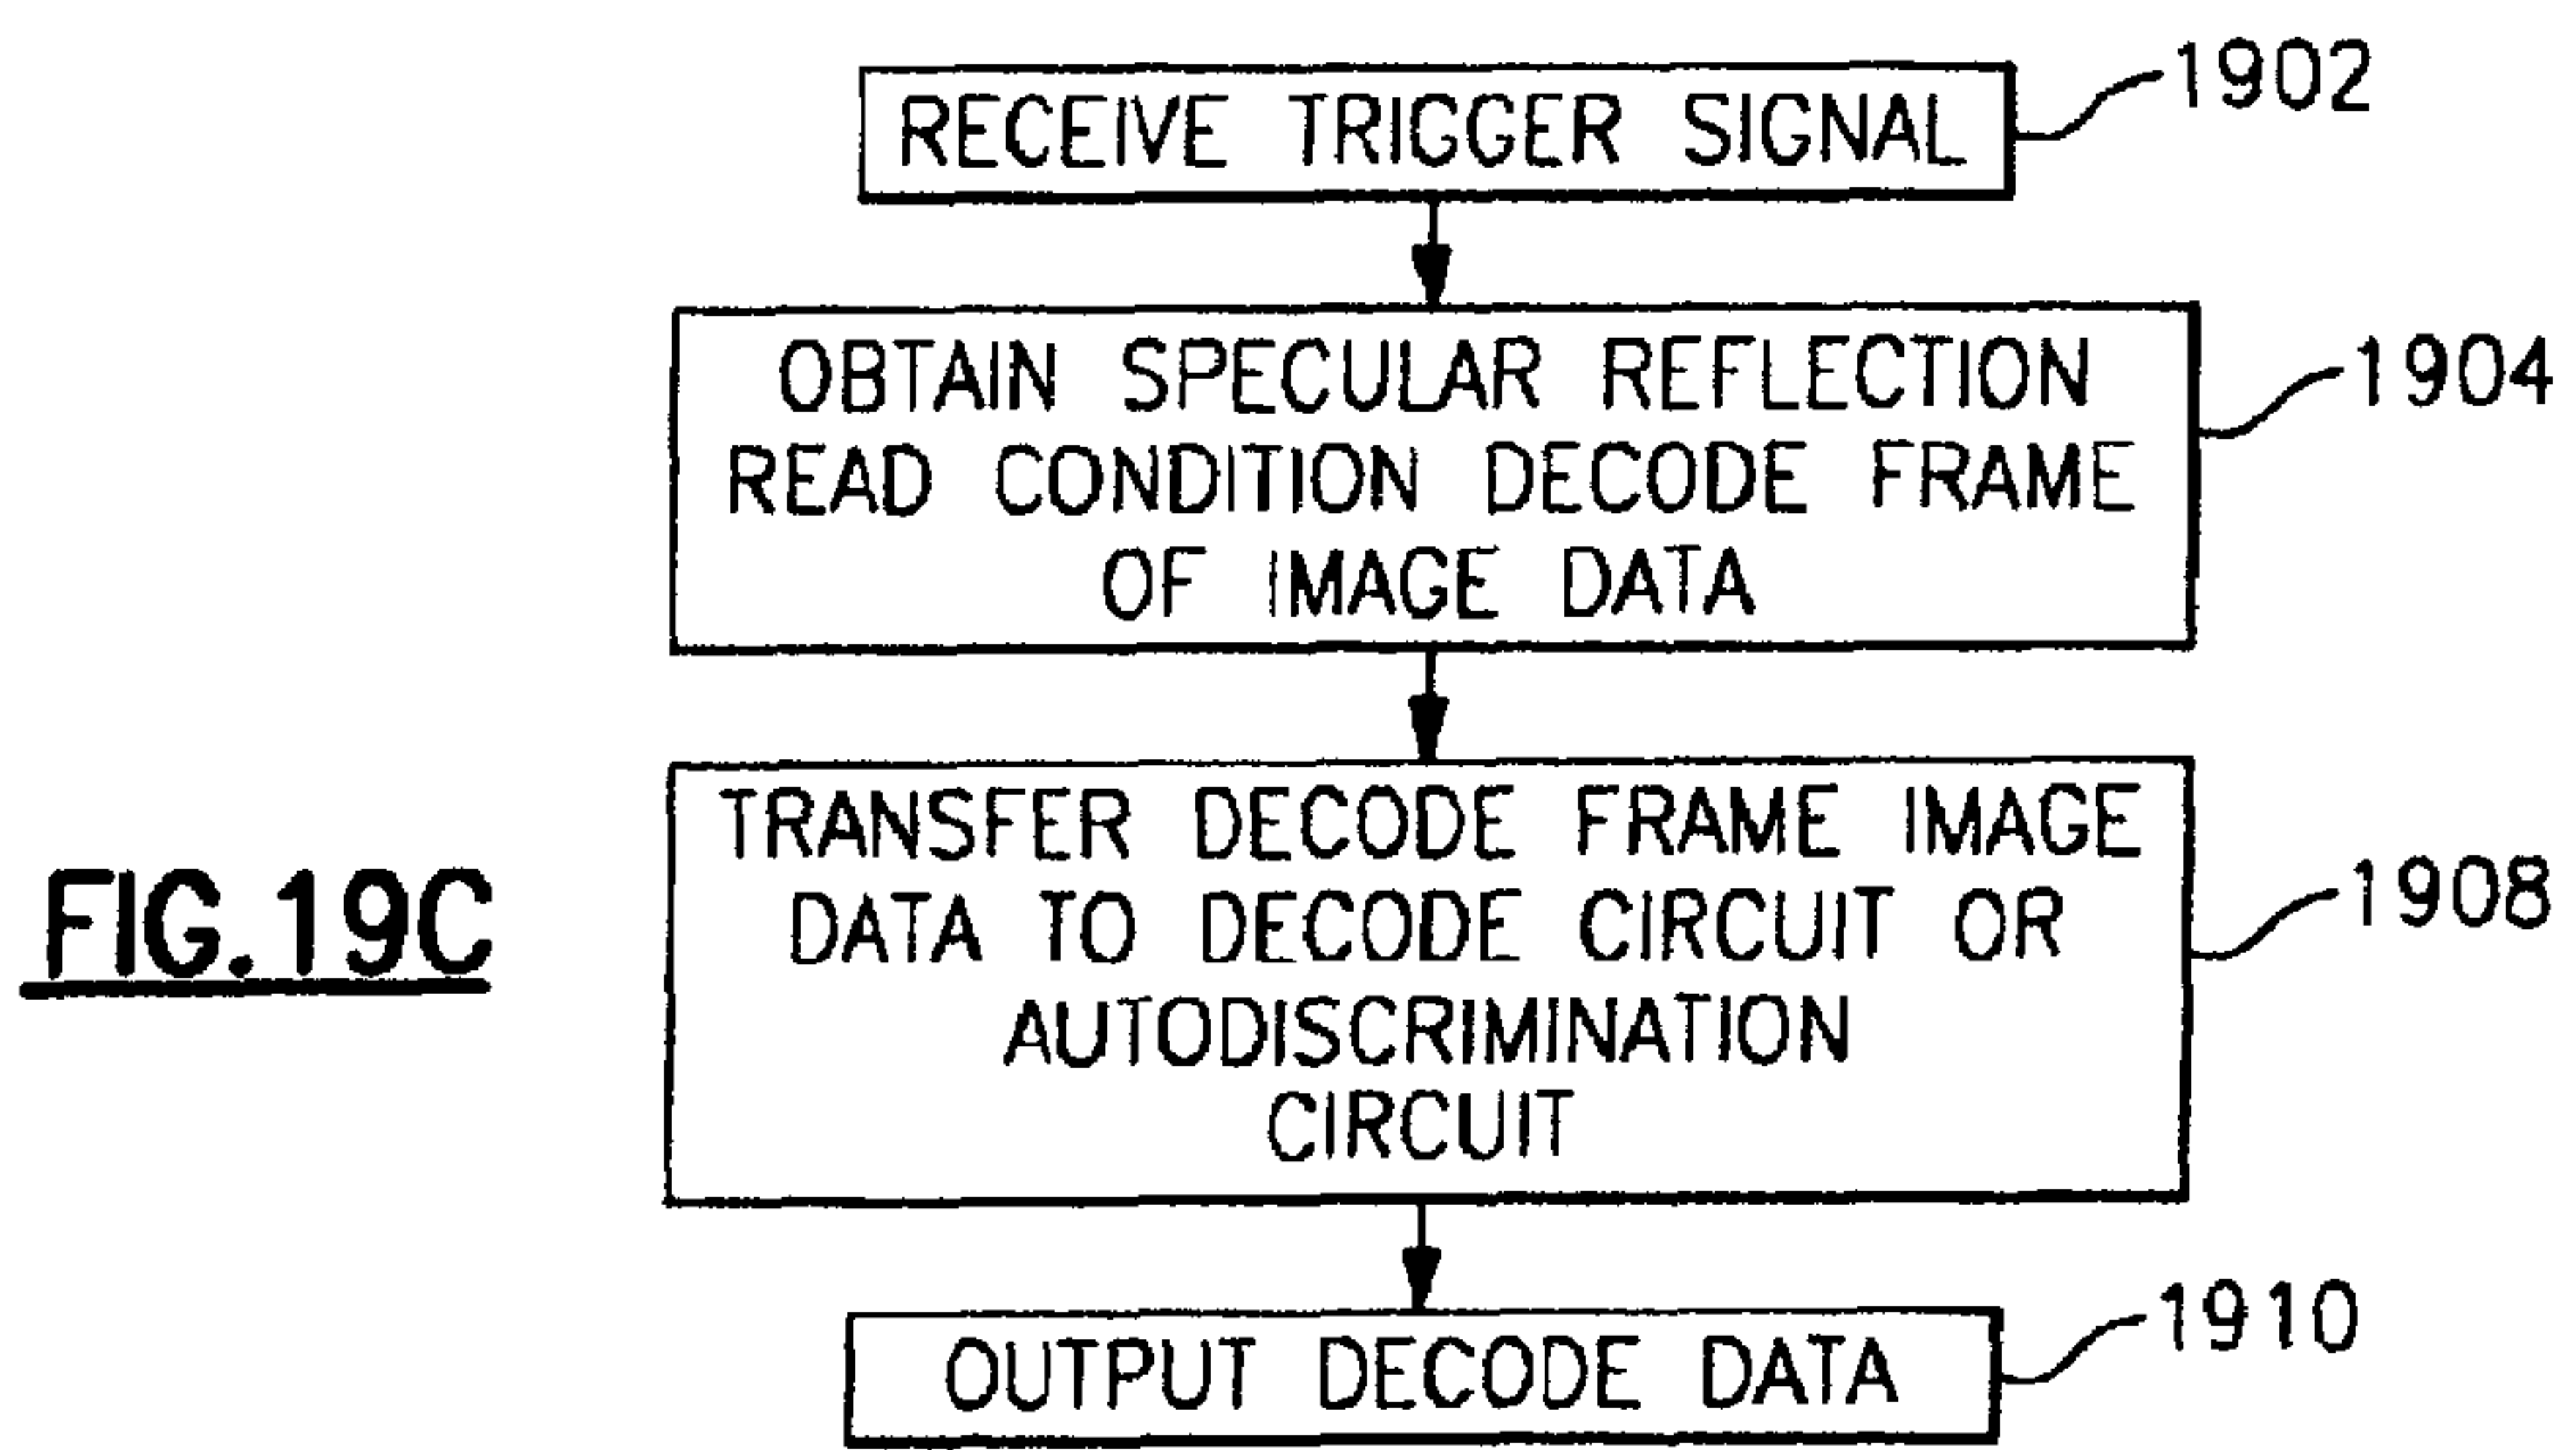 RECEIVE TRIGGER SIGNAL
1902
OBTAIN SPECULAR REFLECTION
READ CONDITION DECODE FRAME
OF IMAGE DATA
1904
TRANSFER DECODE FRAME IMAGE
DATA TO DECODE CIRCUIT OR
AUTODISCRIMINATION
CIRCUIT
1908
FIG.19C
OUTPUT DECODE DATA
1910